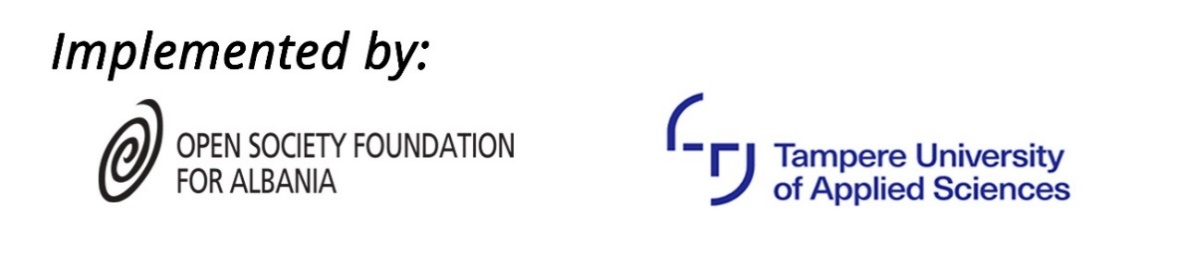 Implemented by:
OPEN SOCIETY FOUNDATION
FOR ALBANIA
Tampere University
of Applied Sciences